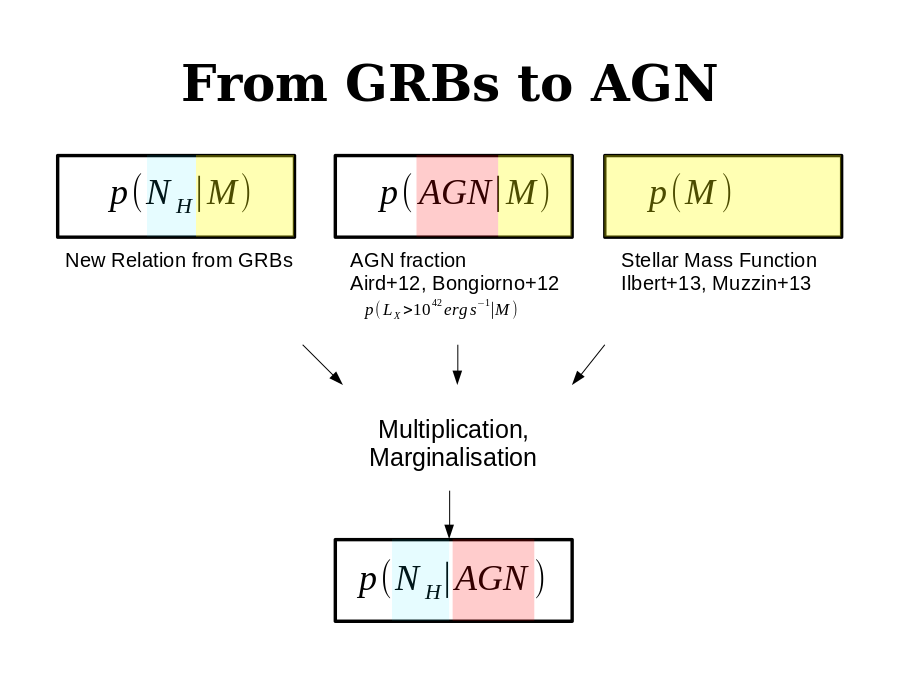 From GRBs to AGN
p(N_H|M)
p(AGN|M)
p(M)
New Relation from GRBs
AGN fraction
Aird+12, Bongiorno+12
p(L_X>10^42 erg s^−1|M)
Stellar Mass Function
Ilbert+13, Muzzin+13
Multiplication,
Marginalisation
p(N_H|AGN)